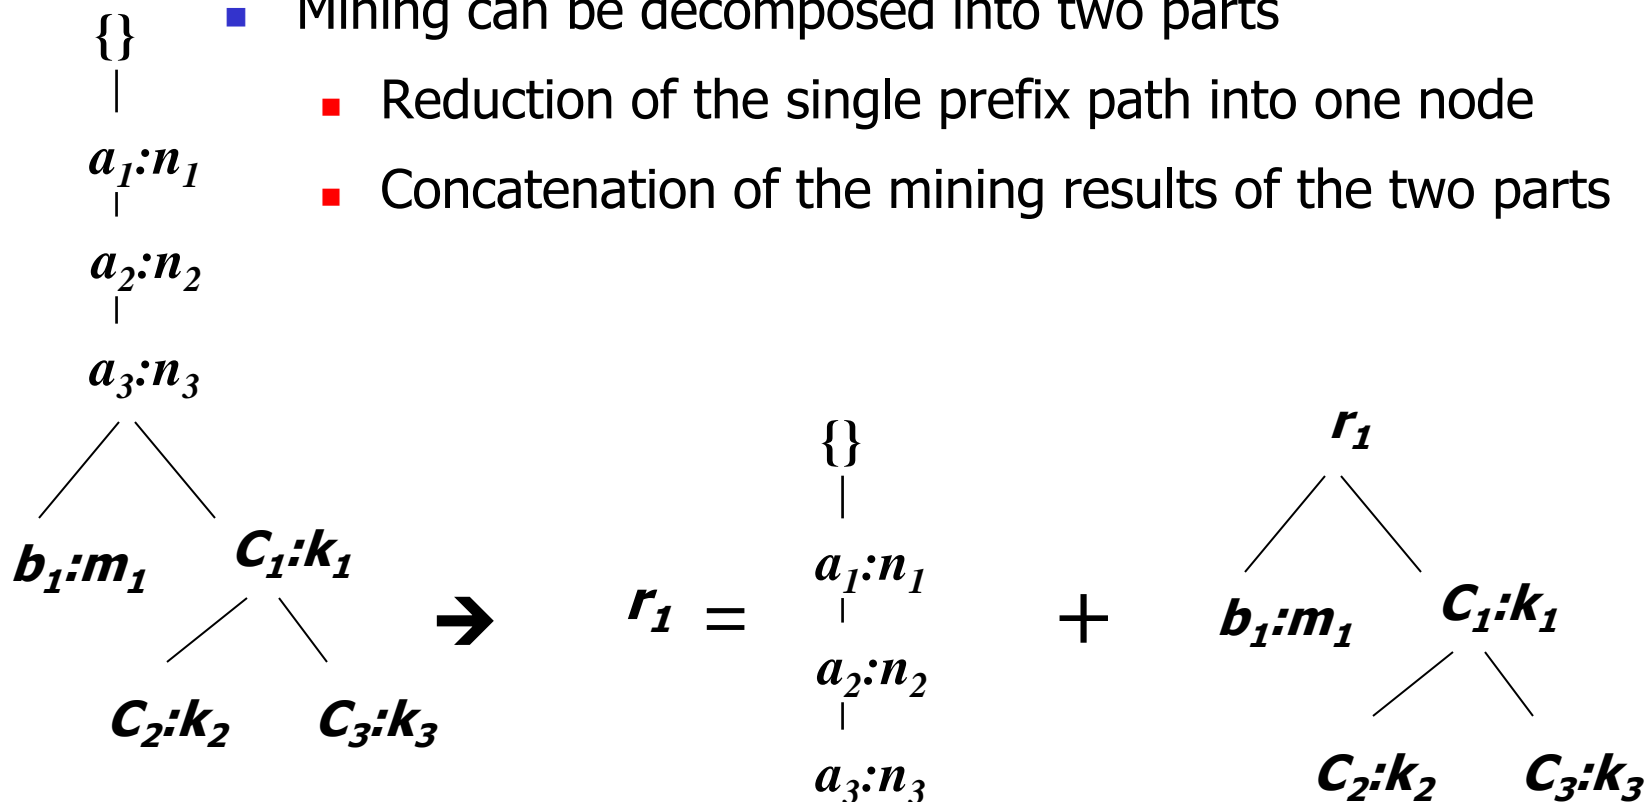 Mining can be decomposed into two parts
Reduction of the single prefix path into one node
Concatenation of the mining results of the two parts
{}
a₁:n₁
a₂:n₂
a₃:n₃
b₁:m₁ C₁:k₁
C₂:k₂ C₃:k₃
➔
r₁ =
{}
a₁:n₁
a₂:n₂
a₃:n₃
+
r₁
b₁:m₁ C₁:k₁
C₂:k₂ C₃:k₃